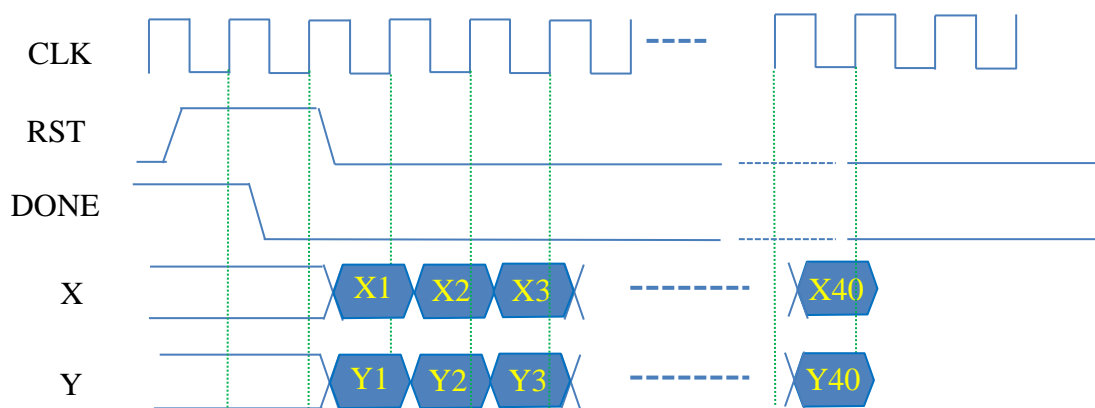 CLK
RST
DONE
X
X1 X2 X3 X40
Y
Y1 Y2 Y3 Y40